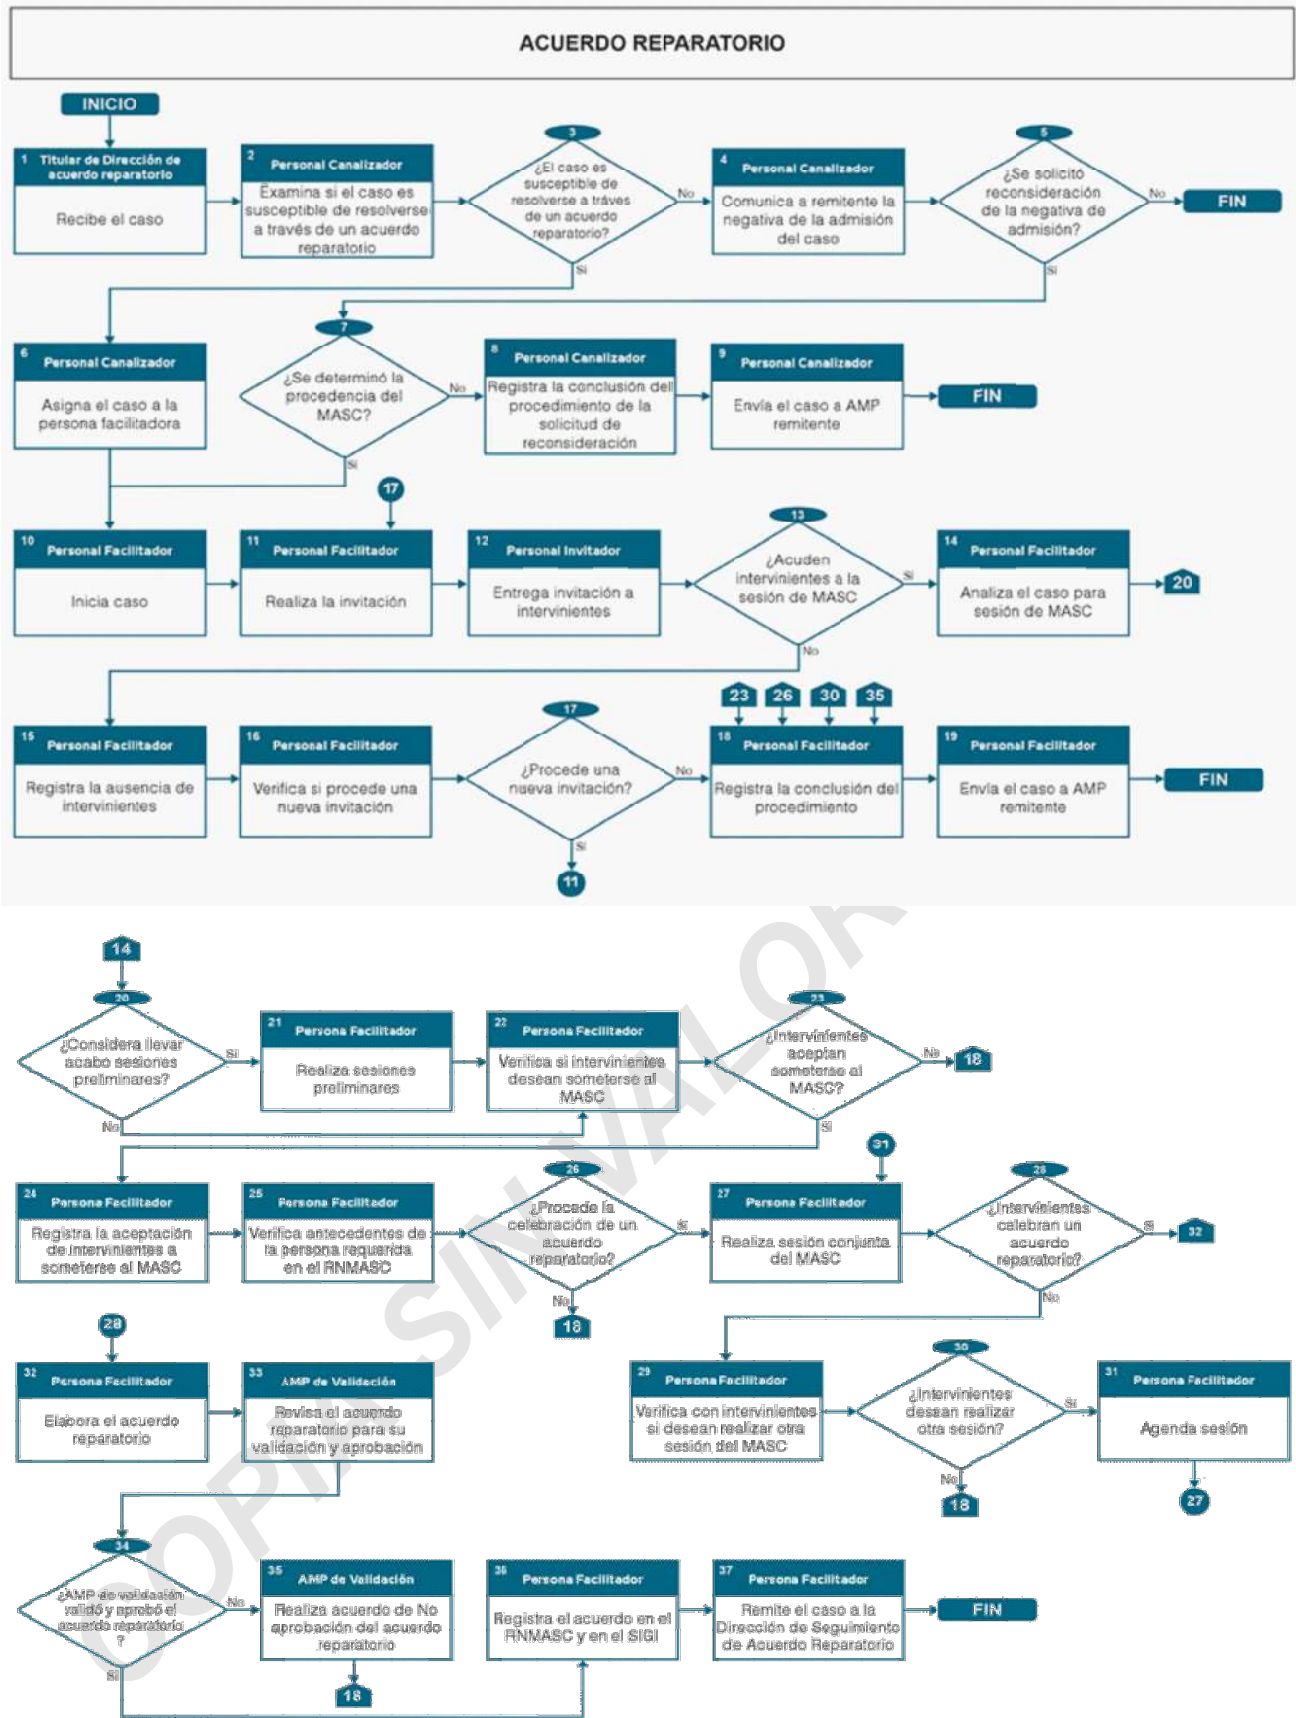 ACUERDO REPARATORIO
INICIO
1 Titular de Dirección de
acuerdo reparatorio
Recibe el caso
2 Personal Canalizador
Examina si el caso es
susceptible de resolverse
a través de un acuerdo
reparatorio
3
¿El caso es
susceptible de
resolverse a tráves
de un acuerdo
reparatorio?
No
Sí
4 Personal Canalizador
Comunica a remitente la
negativa de la admisión
del caso
5
¿Se solicitó
reconsideración
de la negativa de
admisión?
No
Sí
FIN
6 Personal Canalizador
Asigna el caso a la
persona facilitadora
7
¿Se determinó la
procedencia del
MASC?
No
Sí
8 Personal Canalizador
Registra la conclusión del
procedimiento de la
solicitud de
reconsideración
9 Personal Canalizador
Envía el caso a AMP
remitente
FIN
10 Personal Facilitador
Inicia caso
17
11 Personal Facilitador
Realiza la invitación
12 Personal Invitador
Entrega invitación a
intervinientes
13
¿Acuden
intervinientes a la
sesión de MASC
Sí
No
14 Personal Facilitador
Analiza el caso para
sesión de MASC
20
15 Personal Facilitador
Registra la ausencia de
intervinientes
16 Personal Facilitador
Verifica si procede una
nueva invitación
17
¿Procede una
nueva invitación?
No
Sí
11
23 26 30 35
18 Personal Facilitador
Registra la conclusión del
procedimiento
19 Personal Facilitador
Envía el caso a AMP
remitente
FIN
14
20
¿Considera llevar
acabo sesiones
preliminares?
Sí
No
21 Persona Facilitador
Realiza sesiones
preliminares
22 Persona Facilitador
Verifica si intervinientes
desean someterse al
MASC
23
¿Intervinientes
aceptan
someterse al
MASC?
No
18
Sí
24 Persona Facilitador
Registra la aceptación
de intervinientes a
someterse al MASC
25 Persona Facilitador
Verifica antecedentes de
la persona requerida
en el RNMASC
26
¿Procede la
celebración de un
acuerdo
reparatorio?
Sí
No
18
31
27 Persona Facilitador
Realiza sesión conjunta
del MASC
28
¿Intervinientes
celebran un
acuerdo
reparatorio?
Sí
32
No
28
32 Persona Facilitador
Elabora el acuerdo
reparatorio
33 AMP de Validación
Revisa el acuerdo
reparatorio para su
validación y aprobación
29 Persona Facilitador
Verifica con intervinientes
si desean realizar otra
sesión del MASC
30
¿Intervinientes
desean realizar
otra sesión?
Sí
No
18
31 Persona Facilitador
Agenda sesión
27
34
¿AMP de validación
validó y aprobó el
acuerdo reparatorio
?
No
Sí
35 AMP de Validación
Realiza acuerdo de No
aprobación del acuerdo
reparatorio
18
36 Persona Facilitador
Registra el acuerdo en el
RNMASC y en el SIGI
37 Persona Facilitador
Remite el caso a la
Dirección de Seguimiento
de Acuerdo Reparatorio
FIN
COPIA SIN VALOR